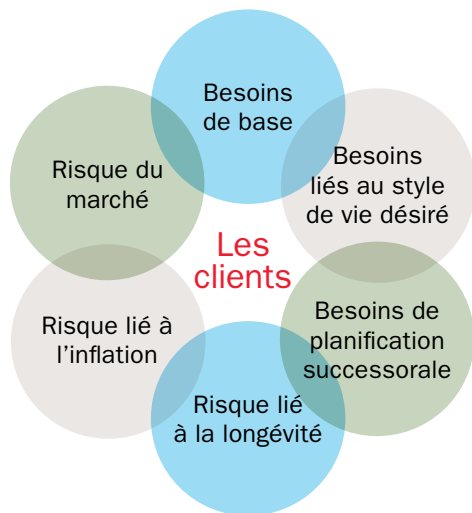 Besoins
de base
Besoins
liés au style
de vie désiré
Besoins de
planification
successorale
Risque lié
à la longévité
Risque lié à
l’inflation
Risque du
marché
Les
clients